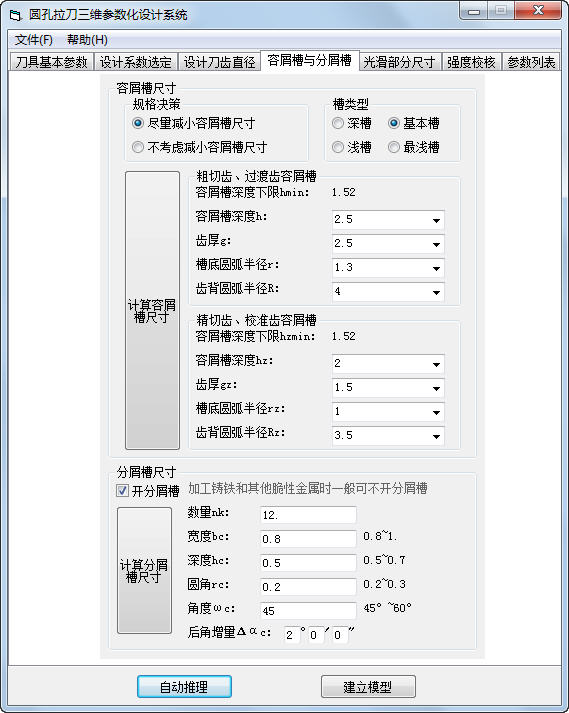 圆孔拉刀三维参数化设计系统
文件(F) 帮助(H)
刀具基本参数 设计系数选定 设计刀齿直径 容屑槽与分屑槽 光滑部分尺寸 强度校核 参数列表
容屑槽尺寸
规格决策 槽类型
尽量减小容屑槽尺寸 深槽 基本槽
不考虑减小容屑槽尺寸 浅槽 最浅槽
粗切齿、过渡齿容屑槽
容屑槽深度下限hmin: 1.52
容屑槽深度h: 2.5
齿厚g: 2.5
槽底圆弧半径r: 1.3
齿背圆弧半径R: 4
计算容屑
槽尺寸
精切齿、校准齿容屑槽
容屑槽深度下限hzmin: 1.52
容屑槽深度hz: 2
齿厚gz: 1.5
槽底圆弧半径rz: 1
齿背圆弧半径Rz: 3.5
分屑槽尺寸
开分屑槽 加工铸铁和其他脆性金属时一般可不开分屑槽
数量nk: 12.
宽度bc: 0.8 0.8~1.
深度hc: 0.5 0.5~0.7
计算分屑
槽尺寸
圆角rc: 0.2 0.2~0.3
角度ωc: 45 45°~60°
后角增量Δαc: 2 ° 0 ′ 0 ″
自动推理 建立模型